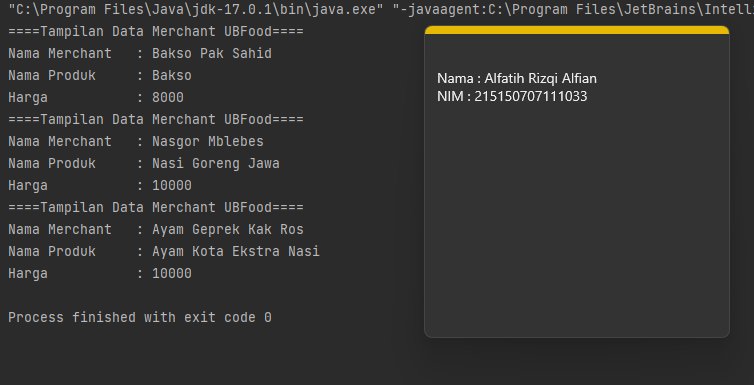 "C:\Program Files\Java\jdk-17.0.1\bin\java.exe" "-javaagent:C:\Program Files\JetBrains\Intell
====Tampilan Data Merchant UBFood====
Nama Merchant   : Bakso Pak Sahid
Nama Produk     : Bakso
Harga           : 8000
====Tampilan Data Merchant UBFood====
Nama Merchant   : Nasgor Mblebes
Nama Produk     : Nasi Goreng Jawa
Harga           : 10000
====Tampilan Data Merchant UBFood====
Nama Merchant   : Ayam Geprek Kak Ros
Nama Produk     : Ayam Kota Ekstra Nasi
Harga           : 10000
Process finished with exit code 0
Nama : Alfatih Rizqi Alfian
NIM : 215150707111033